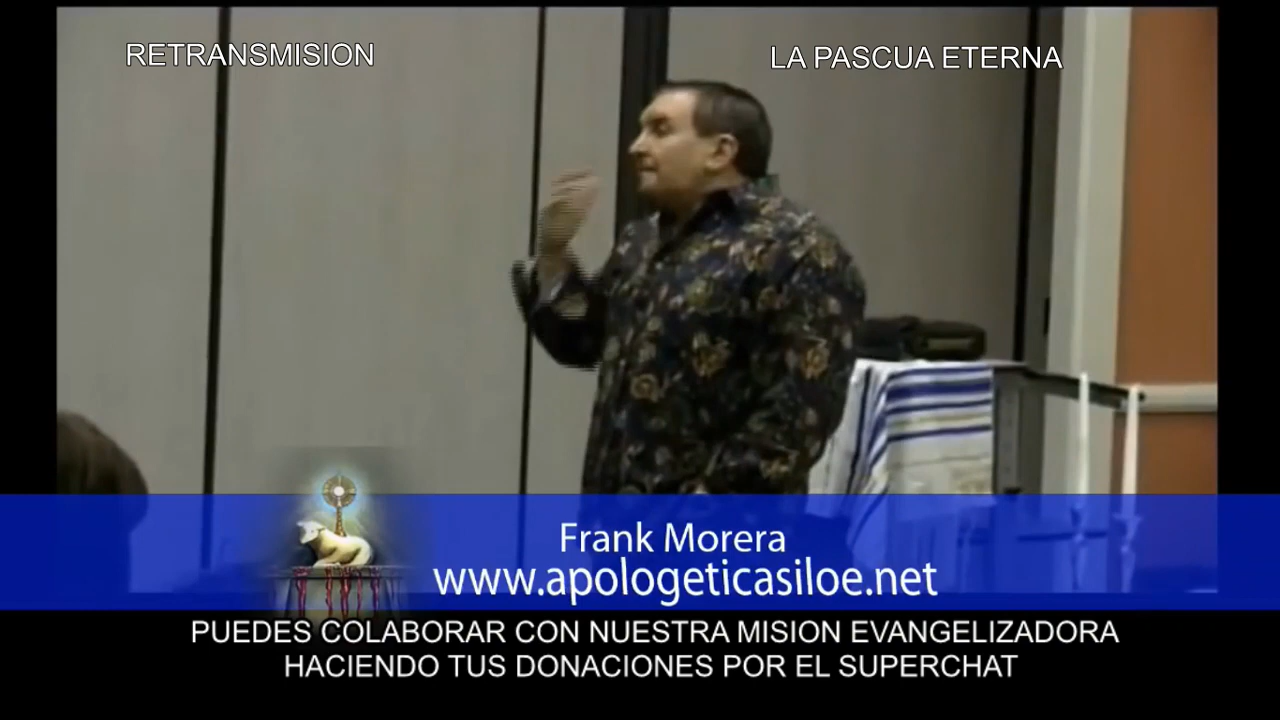 RETRANSMISION
LA PASCUA ETERNA
Frank Morera
www.apologeticasiloe.net
PUEDES COLABORAR CON NUESTRA MISION EVANGELIZADORA
HACIENDO TUS DONACIONES POR EL SUPERCHAT